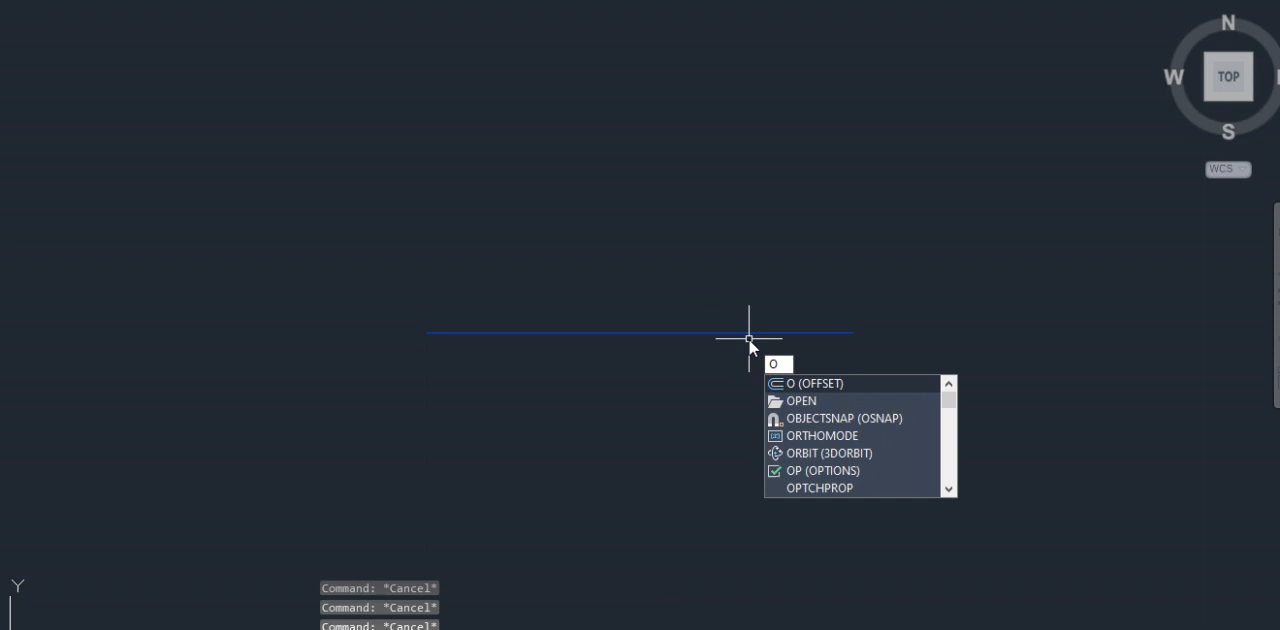 N
W
TOP
S
WCS
O
O (OFFSET)
OPEN
OBJECTSNAP (OSNAP)
ORTHOMODE
ORBIT (3DORBIT)
OP (OPTIONS)
OPTCHPROP
Y
Command: *Cancel*
Command: *Cancel*
Command: *Cancel*